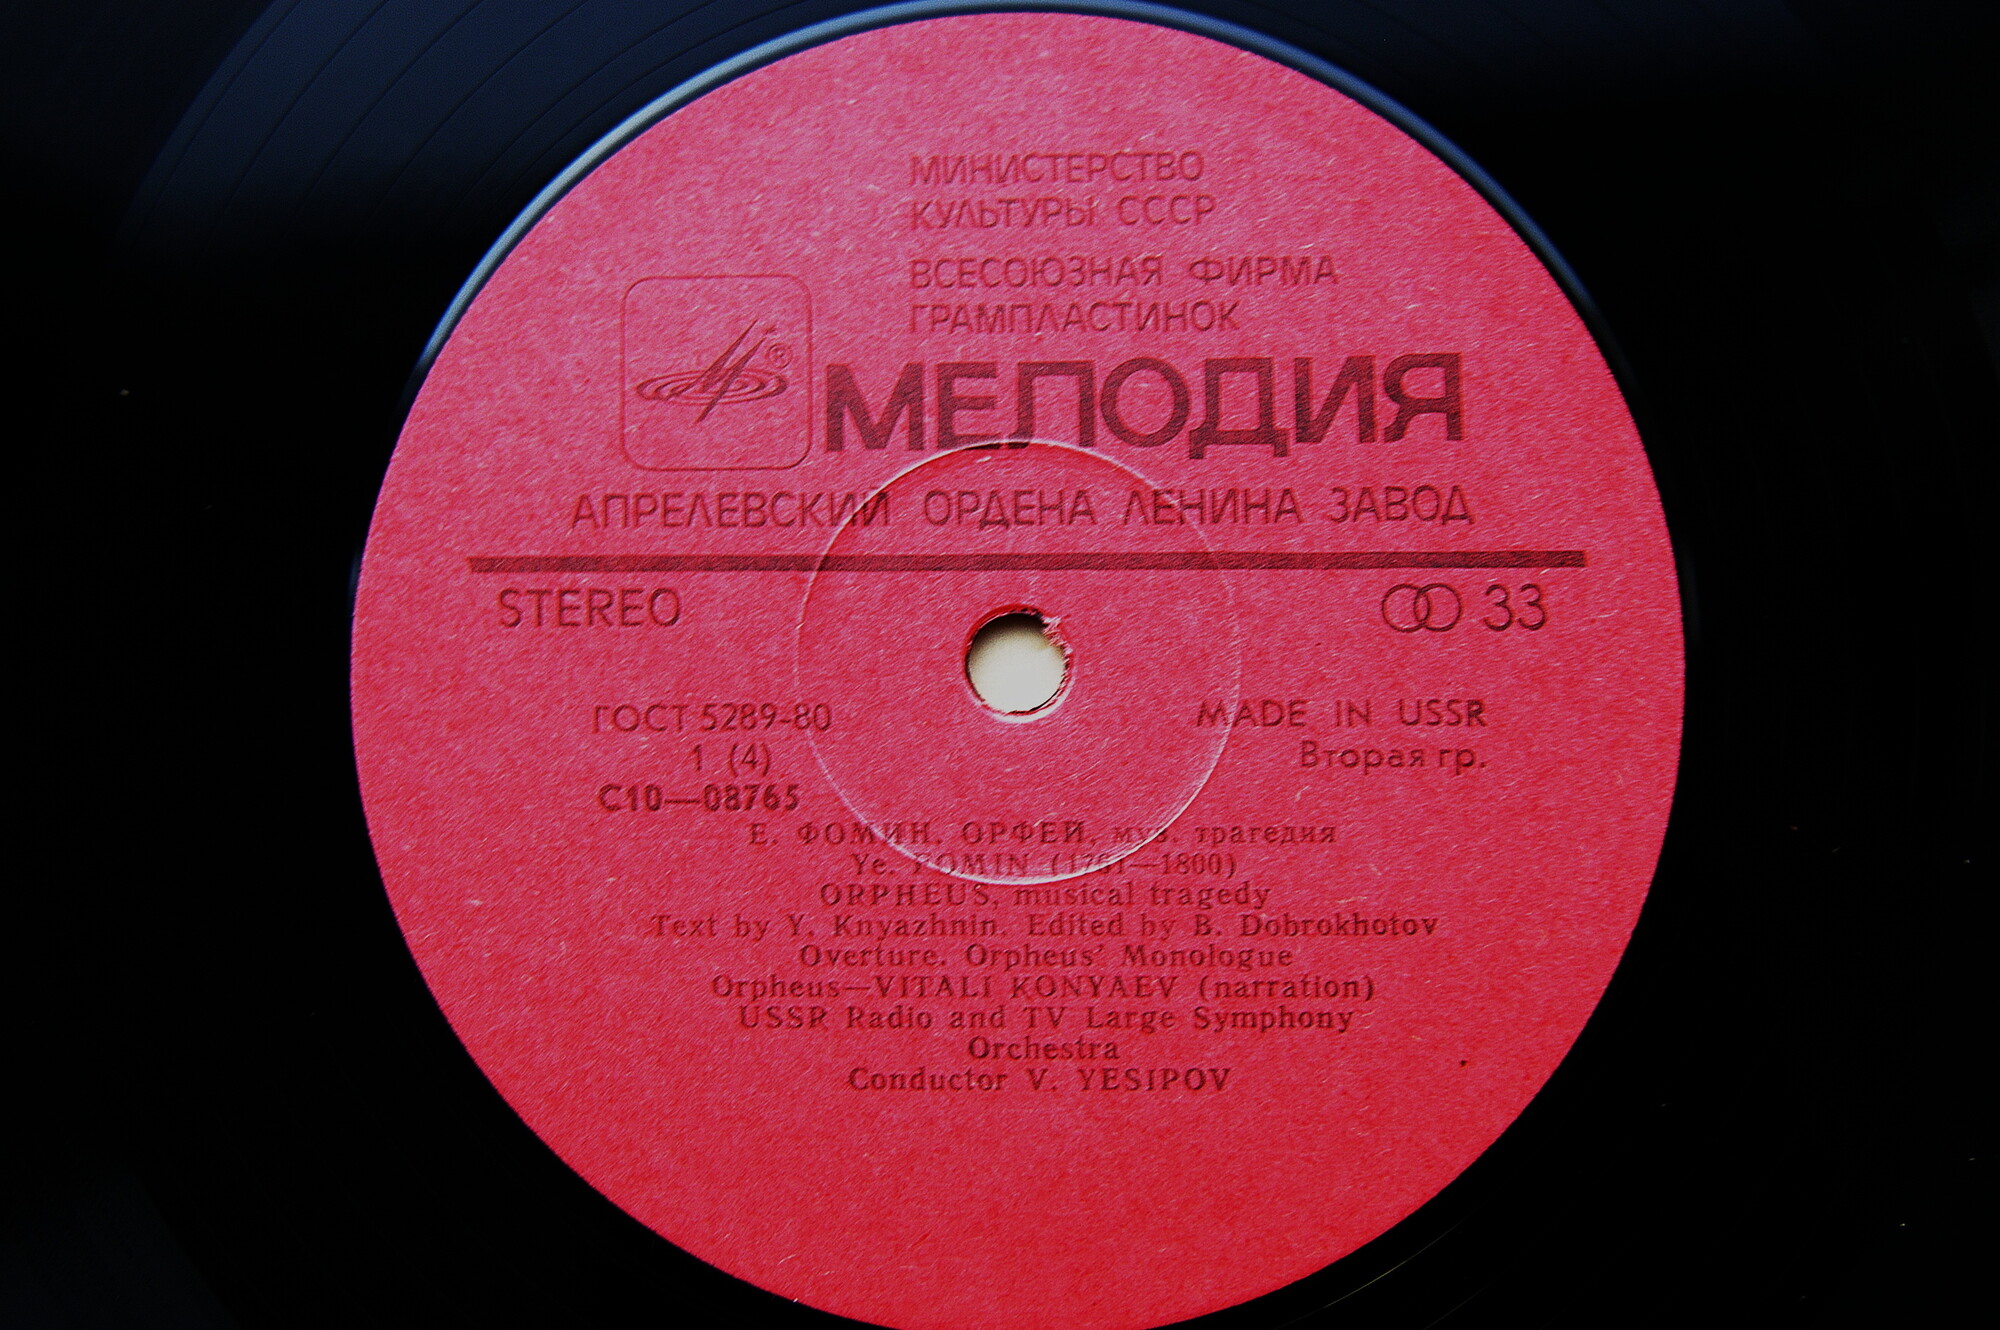 МИНИСТЕРСТВО
КУЛЬТУРЫ СССР
ВСЕСОЮЗНАЯ ФИРМА
ГРАМПЛАСТИНОК
МЕЛОДИЯ
АПРЕЛЕВСКИЙ ОРДЕНА ЛЕНИНА ЗАВОД
STEREO 33
ГОСТ 5289-80 MADE IN USSR
1 (4) Вторая гр.
С10—08765
Е. ФОМИН. ОРФЕЙ, муз. трагедия
Ye. FOMIN (1761—1800)
ORPHEUS, musical tragedy
Text by Y. Knyazhnin. Edited by B. Dobrokhotov
Overture. Orpheus' Monologue
Orpheus—VITALI KONYAEV (narration)
USSR Radio and TV Large Symphony
Orchestra
Conductor V. YESIPOV